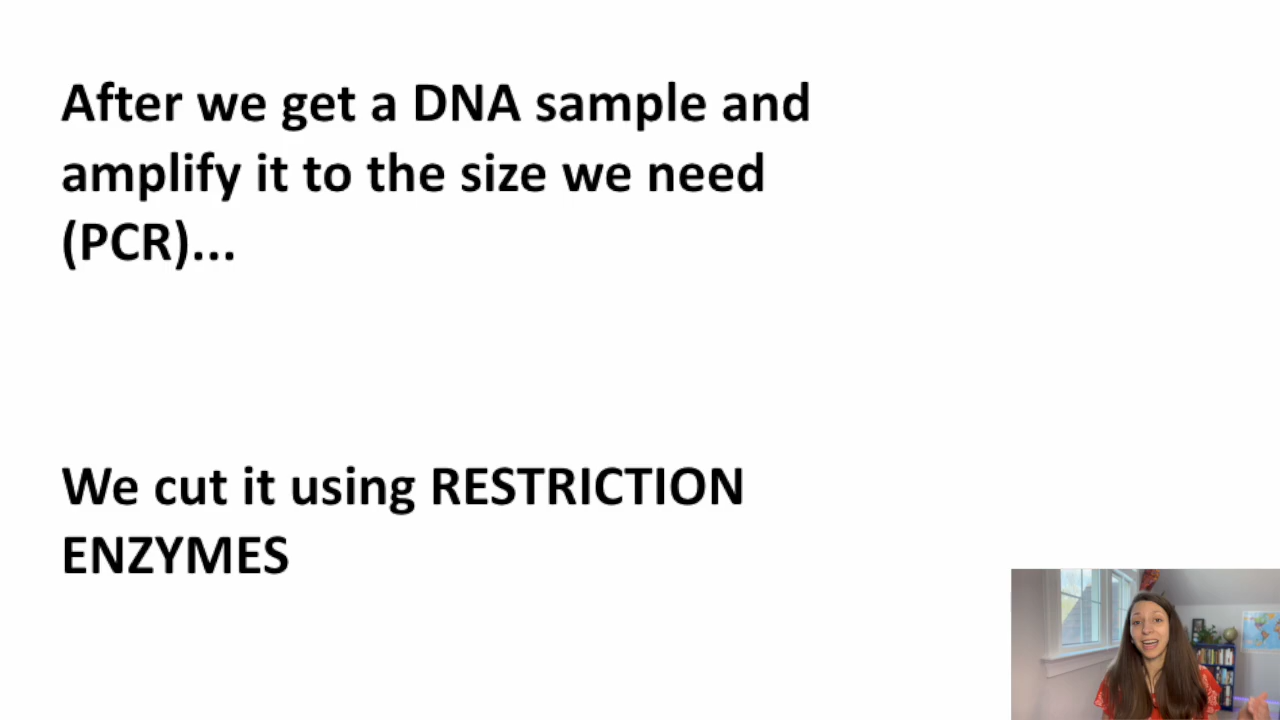 After we get a DNA sample and
amplify it to the size we need
(PCR)...
We cut it using RESTRICTION
ENZYMES